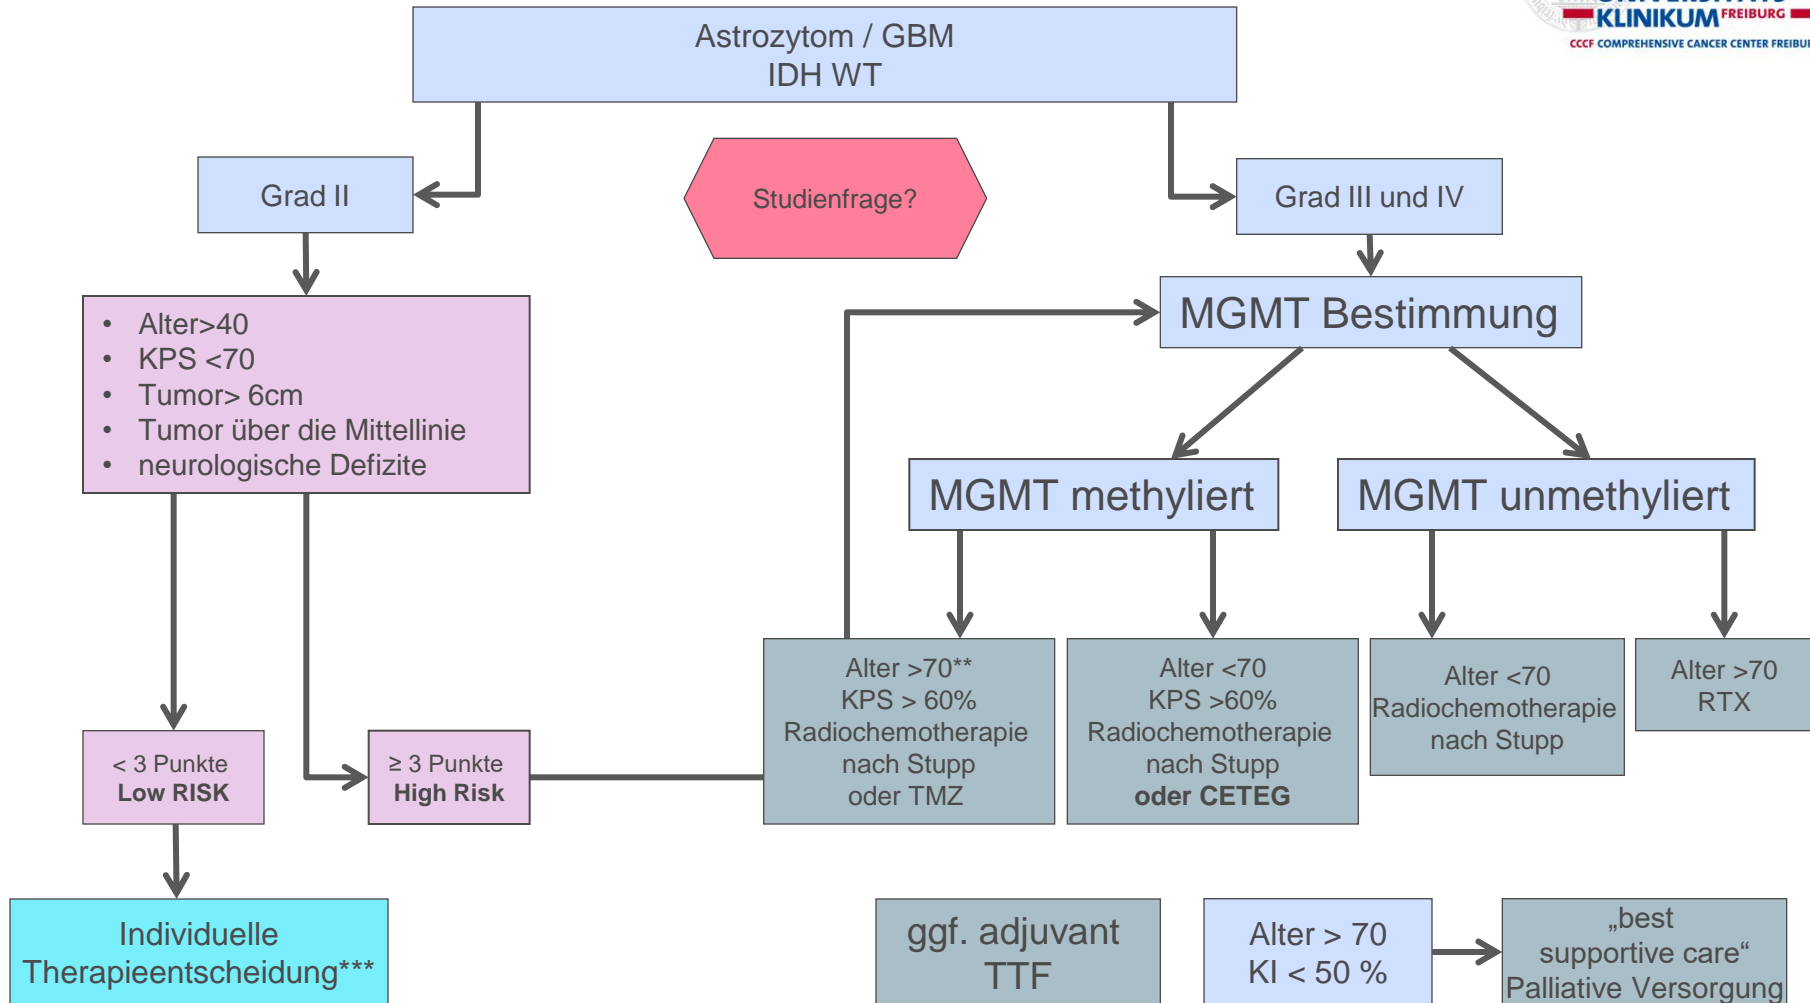 KLINIKUM FREIBURG
CCCF COMPREHENSIVE CANCER CENTER
Astrozytom / GBM
IDH WT
Grad II
Studienfrage?
Grad III und IV
• Alter>40
• KPS <70
• Tumor> 6cm
• Tumor über die Mittellinie
• neurologische Defizite
MGMT Bestimmung
MGMT methyliert
MGMT unmethyliert
< 3 Punkte
Low RISK
≥ 3 Punkte
High Risk
Alter >70**
KPS > 60%
Radiochemotherapie
nach Stupp
oder TMZ
Alter <70
KPS >60%
Radiochemotherapie
nach Stupp
oder CETEG
Alter <70
Radiochemotherapie
nach Stupp
Alter >70
RTX
Individuelle
Therapieentscheidung***
ggf. adjuvant
TTF
Alter > 70
KI < 50 %
„best
supportive care“
Palliative Versorgung